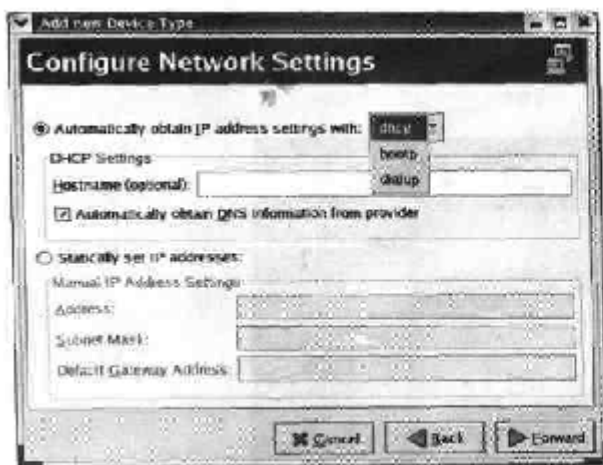 Add new Device Type
Configure Network Settings
Automatically obtain IP address settings with: dhcp
bootp
dialup
DHCP Settings
Hostname (optional):
Automatically obtain DNS information from provider
Statically set IP addresses:
Manual IP Address Settings
Address:
Subnet Mask:
Default Gateway Address:
Cancel
Back
Forward